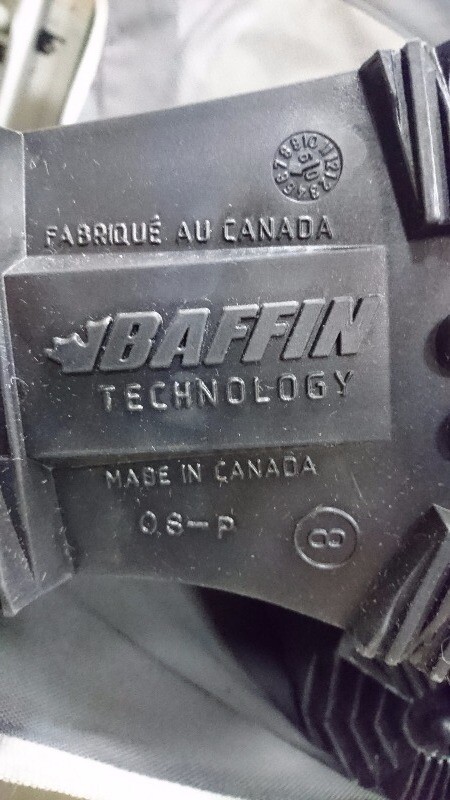 FABRIQUÉ AU CANADA
BAFFIN
TECHNOLOGY
MADE IN CANADA
08-P
8